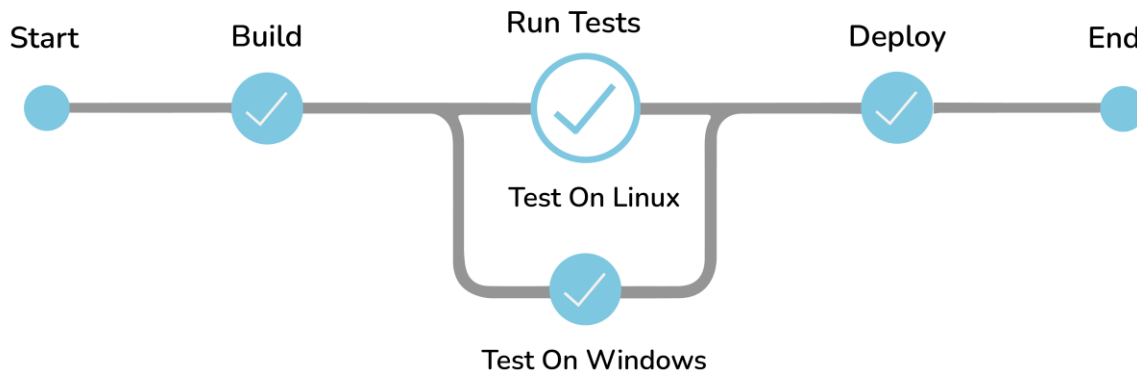 Start
Build
Run Tests
Deploy
End
Test On Linux
Test On Windows